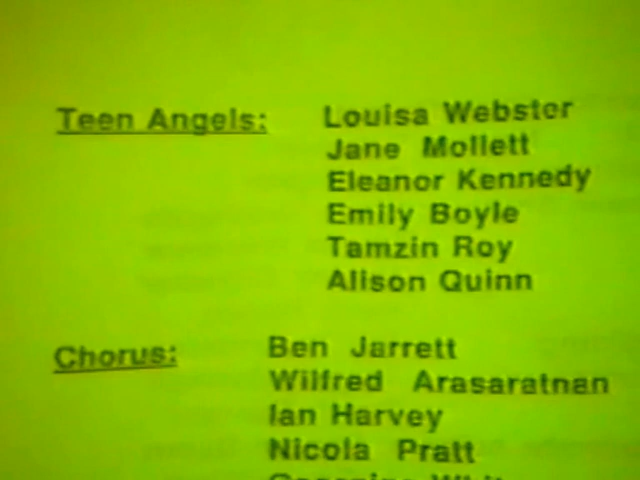 Teen Angels: Louisa Webster
Jane Mollett
Eleanor Kennedy
Emily Boyle
Tamzin Roy
Alison Quinn
Chorus: Ben Jarrett
Wilfred Arasaratnan
Ian Harvey
Nicola Pratt